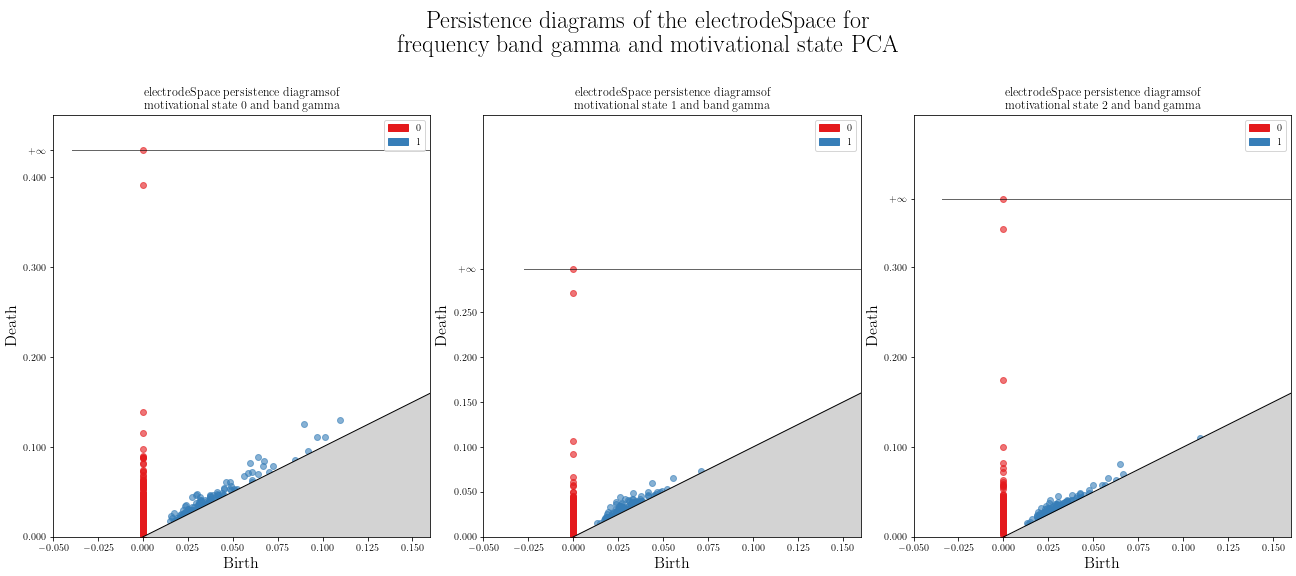 Persistence diagrams of the electrodeSpace for
frequency band gamma and motivational state PCA
electrodeSpace persistence diagramsof
motivational state 0 and band gamma
0
1
+∞
0.400
0.300
0.200
0.100
0.000
Death
−0.050 −0.025 0.000 0.025 0.050 0.075 0.100 0.125 0.150
Birth
electrodeSpace persistence diagramsof
motivational state 1 and band gamma
0
1
+∞
0.250
0.200
0.150
0.100
0.050
0.000
Death
−0.050 −0.025 0.000 0.025 0.050 0.075 0.100 0.125 0.150
Birth
electrodeSpace persistence diagramsof
motivational state 2 and band gamma
0
1
+∞
0.300
0.200
0.100
0.050
0.000
Death
−0.050 −0.025 0.000 0.025 0.050 0.075 0.100 0.125 0.150
Birth